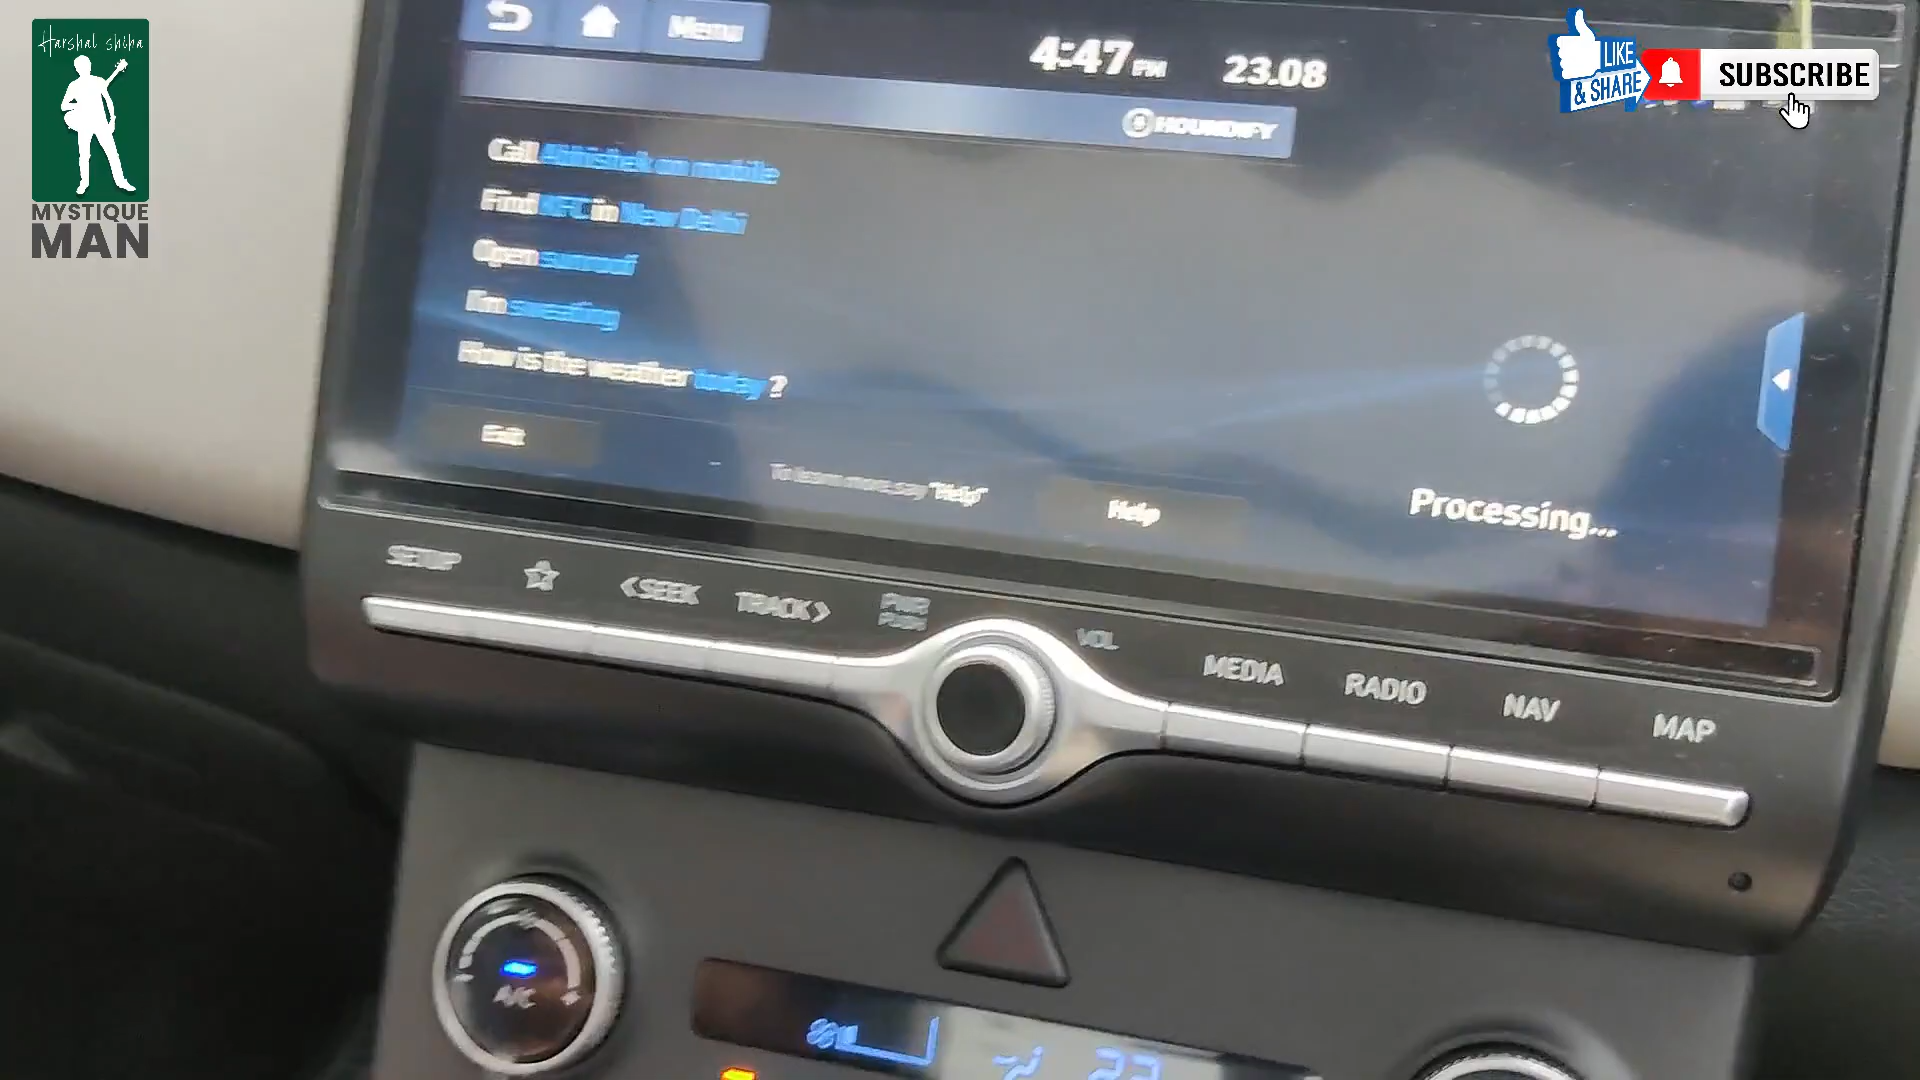 Harshal shiha
MYSTIQUE
MAN
LIKE
& SHARE
SUBSCRIBE
Menu
4:47 PM
23.08
HOUNDIFY
Call Abhishek on mobile
Find KFC in New Delhi
Open sunroof
I'm sweating
How is the weather today ?
Exit
To learn more, say "Help"
Help
Processing...
SETUP
<SEEK
TRACK>
PWR
PUSH
VOL
MEDIA
RADIO
NAV
MAP
A/C
23